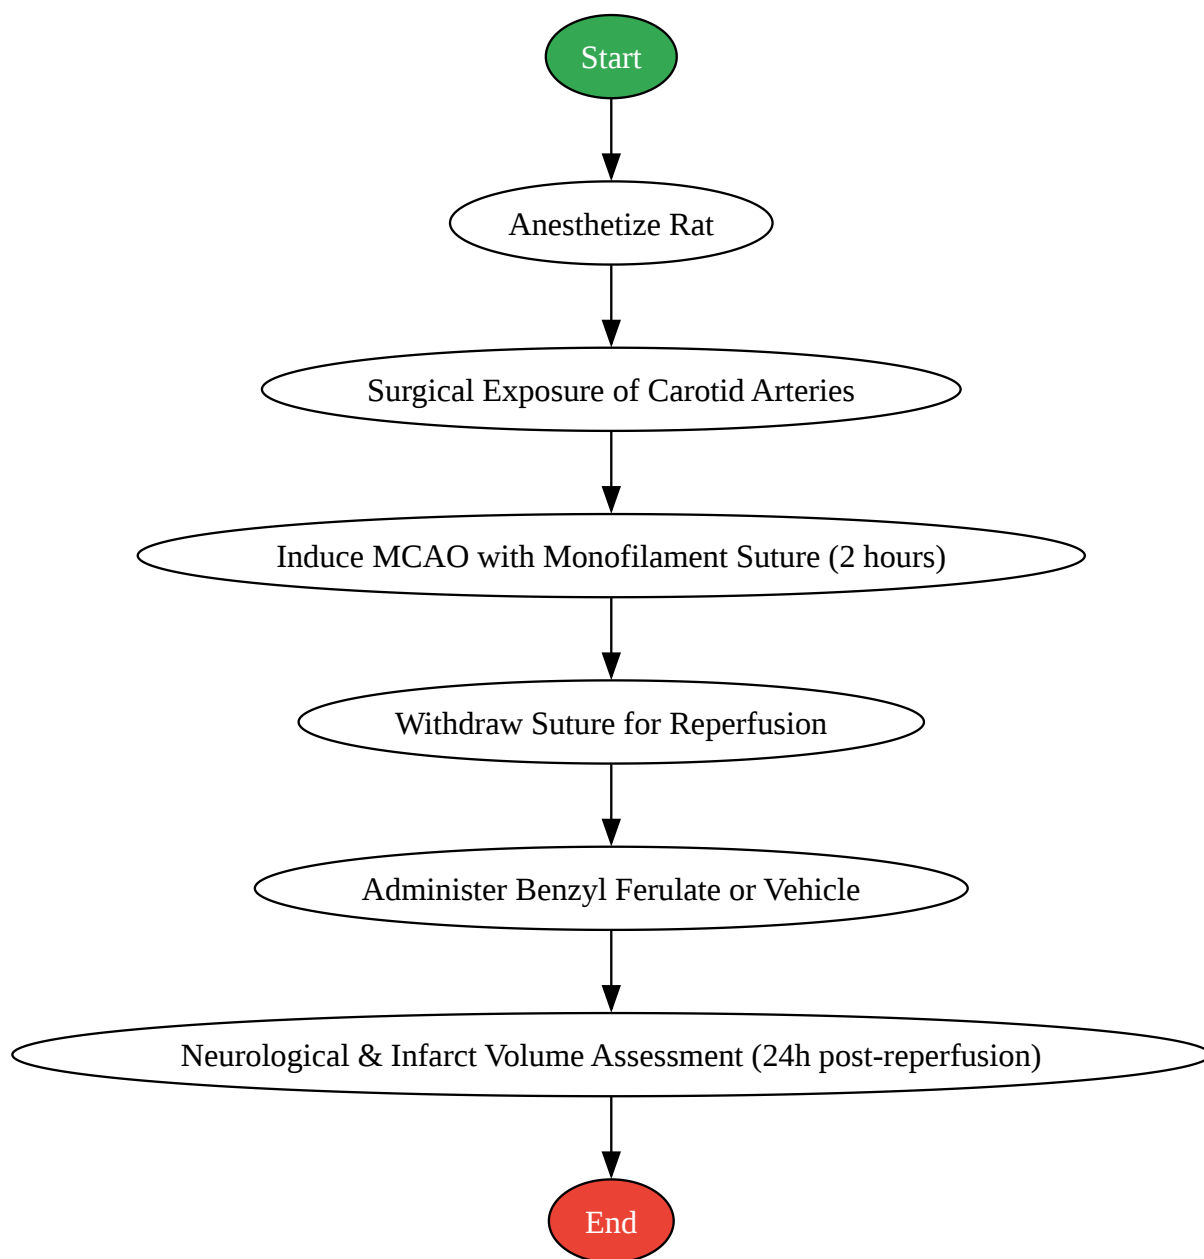 Start
Anesthetize Rat
Surgical Exposure of Carotid Arteries
Induce MCAO with Monofilament Suture (2 hours)
Withdraw Suture for Reperfusion
Administer Benzyl Ferulate or Vehicle
Neurological & Infarct Volume Assessment (24h post-reperfusion)
End